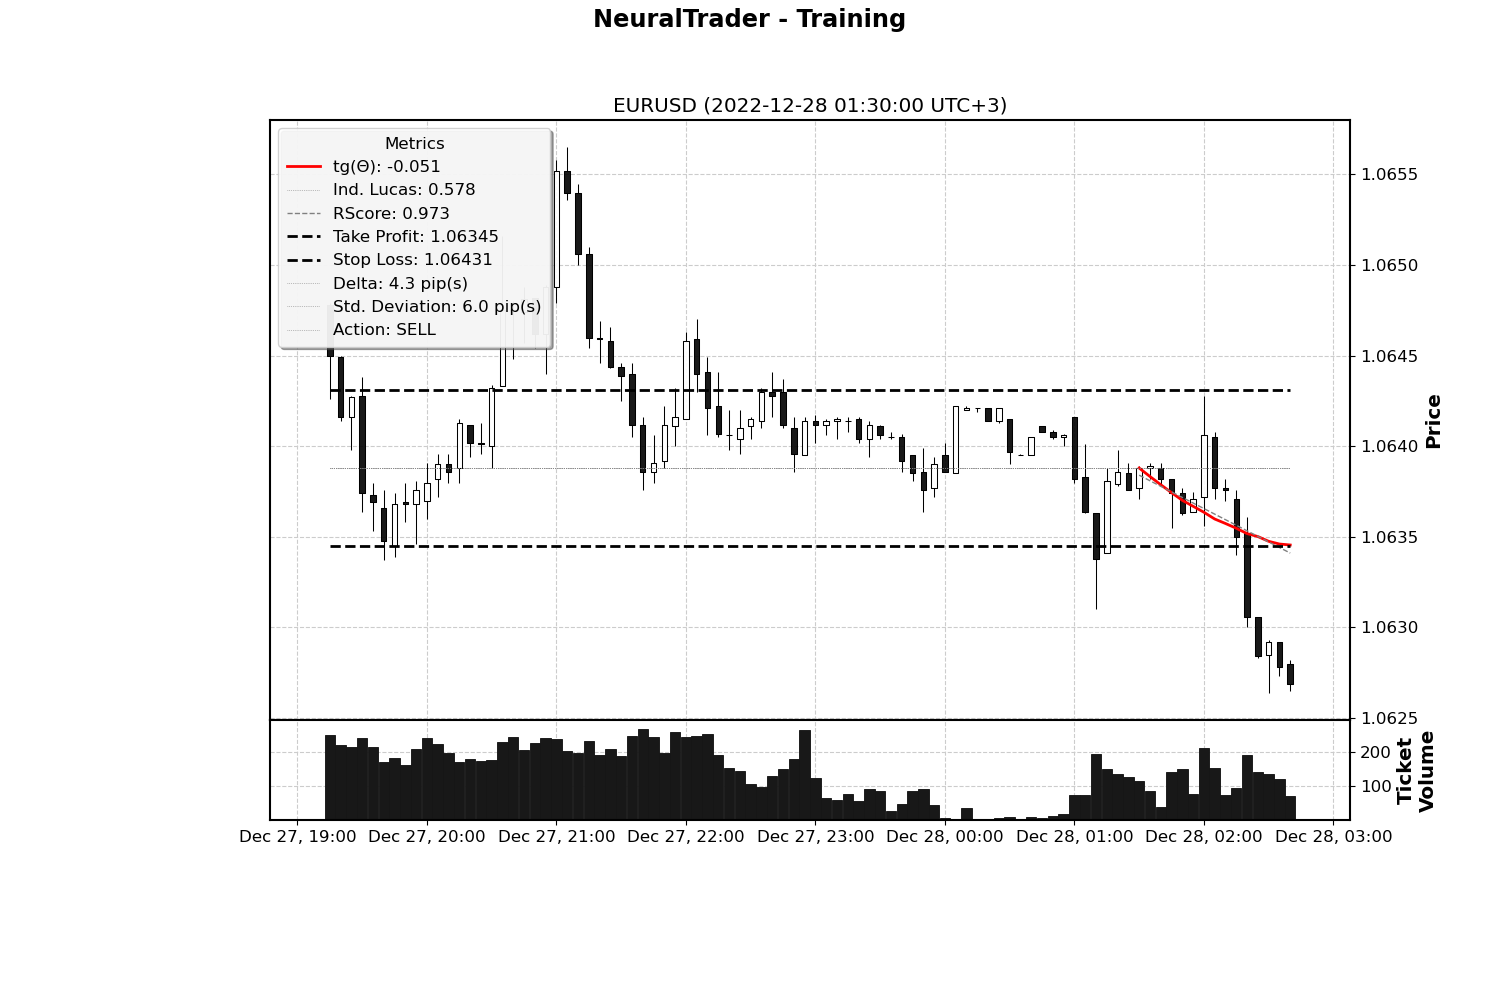 NeuralTrader - Training
EURUSD (2022-12-28 01:30:00 UTC+3)
Metrics
tg(Θ): -0.051
Ind. Lucas: 0.578
RScore: 0.973
Take Profit: 1.06345
Stop Loss: 1.06431
Delta: 4.3 pip(s)
Std. Deviation: 6.0 pip(s)
Action: SELL
1.0655
1.0650
1.0645
1.0640
1.0635
1.0630
1.0625
Price
200
100
Ticket
Volume
Dec 27, 19:00 Dec 27, 20:00 Dec 27, 21:00 Dec 27, 22:00 Dec 27, 23:00 Dec 28, 00:00 Dec 28, 01:00 Dec 28, 02:00 Dec 28, 03:00